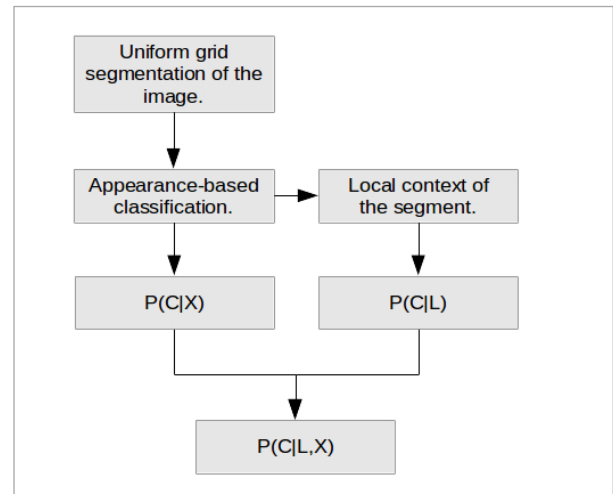 Uniform grid
segmentation of the
image.
Appearance-based
classification.
Local context of
the segment.
P(C|X)
P(C|L)
P(C|L,X)